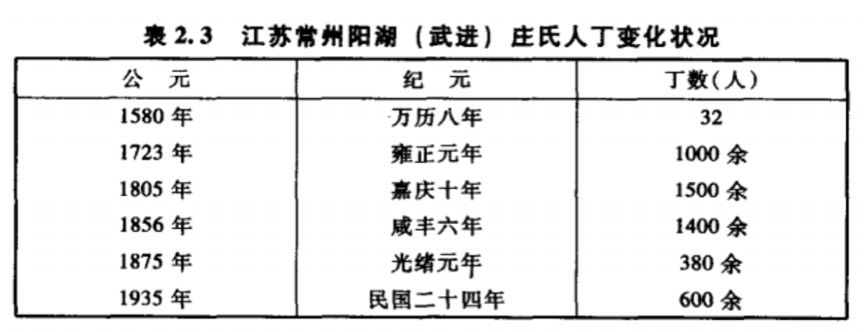 表 2.3 江苏常州阳湖（武进）庄氏人丁变化状况
公 元 纪 元 丁数(人)
1580 年 万历八年 32
1723 年 雍正元年 1000 余
1805 年 嘉庆十年 1500 余
1856 年 咸丰六年 1400 余
1875 年 光绪元年 380 余
1935 年 民国二十四年 600 余